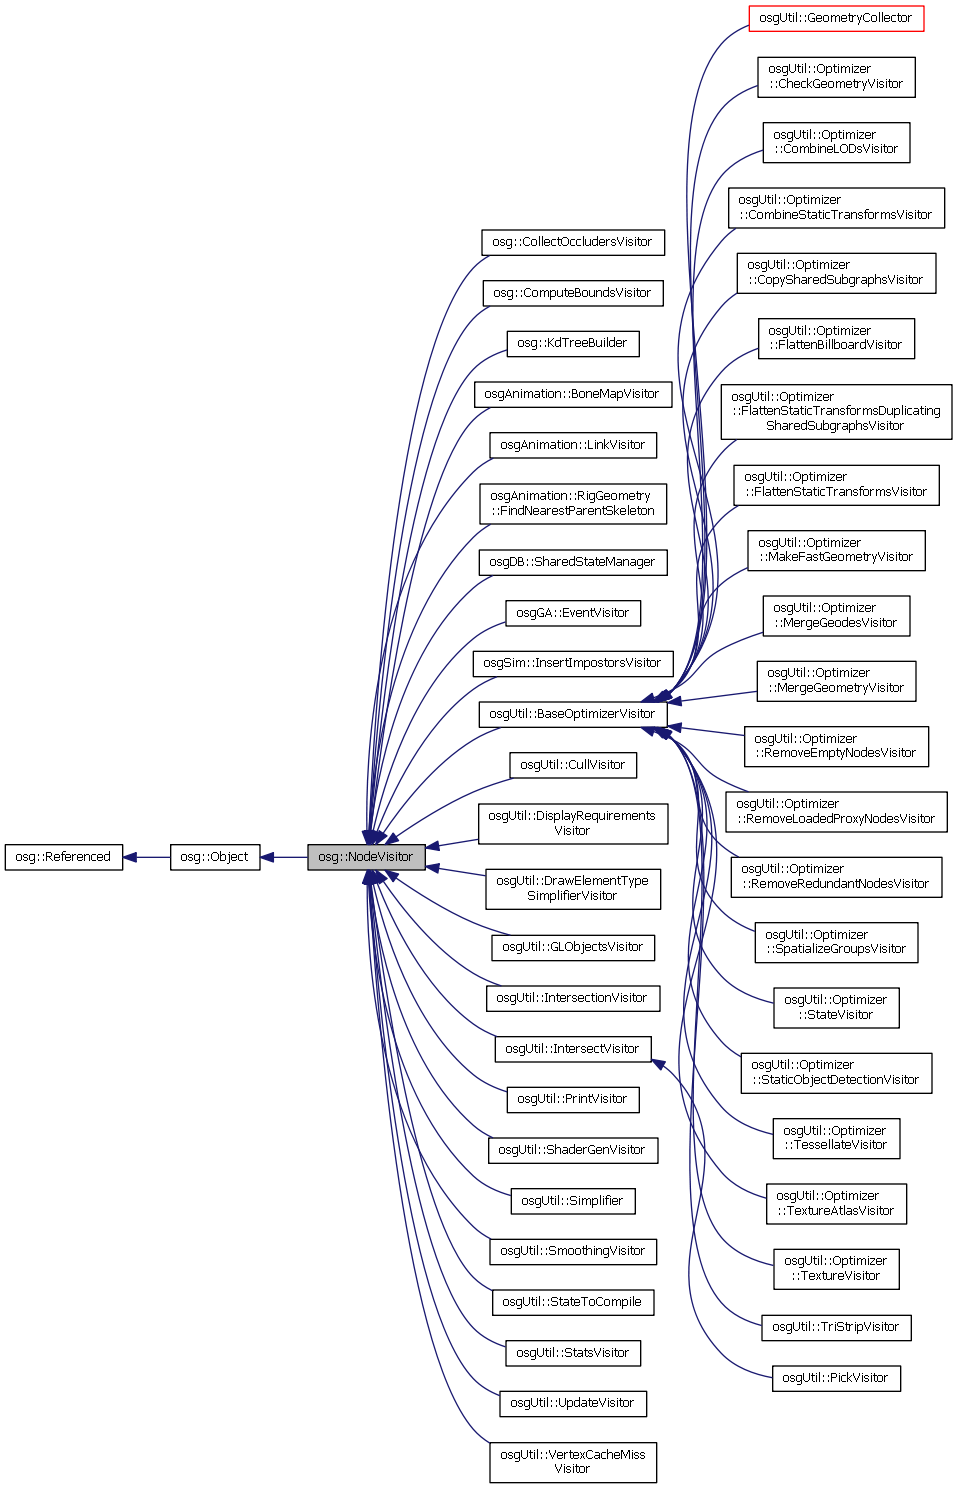 osg::Referenced
osg::Object
osg::NodeVisitor
osg::CollectOccludersVisitor
osg::ComputeBoundsVisitor
osg::KdTreeBuilder
osgAnimation::BoneMapVisitor
osgAnimation::LinkVisitor
osgAnimation::RigGeometry
::FindNearestParentSkeleton
osgDB::SharedStateManager
osgGA::EventVisitor
osgSim::InsertImpostorsVisitor
osgUtil::BaseOptimizerVisitor
osgUtil::CullVisitor
osgUtil::DisplayRequirements
Visitor
osgUtil::DrawElementType
SimplifierVisitor
osgUtil::GLObjectsVisitor
osgUtil::IntersectionVisitor
osgUtil::IntersectVisitor
osgUtil::PrintVisitor
osgUtil::ShaderGenVisitor
osgUtil::Simplifier
osgUtil::SmoothingVisitor
osgUtil::StateToCompile
osgUtil::StatsVisitor
osgUtil::UpdateVisitor
osgUtil::VertexCacheMiss
Visitor
osgUtil::GeometryCollector
osgUtil::Optimizer
::CheckGeometryVisitor
osgUtil::Optimizer
::CombineLODsVisitor
osgUtil::Optimizer
::CombineStaticTransformsVisitor
osgUtil::Optimizer
::CopySharedSubgraphsVisitor
osgUtil::Optimizer
::FlattenBillboardVisitor
osgUtil::Optimizer
::FlattenStaticTransformsDuplicating
SharedSubgraphsVisitor
osgUtil::Optimizer
::FlattenStaticTransformsVisitor
osgUtil::Optimizer
::MakeFastGeometryVisitor
osgUtil::Optimizer
::MergeGeodesVisitor
osgUtil::Optimizer
::MergeGeometryVisitor
osgUtil::Optimizer
::RemoveEmptyNodesVisitor
osgUtil::Optimizer
::RemoveLoadedProxyNodesVisitor
osgUtil::Optimizer
::RemoveRedundantNodesVisitor
osgUtil::Optimizer
::SpatializeGroupsVisitor
osgUtil::Optimizer
::StateVisitor
osgUtil::Optimizer
::StaticObjectDetectionVisitor
osgUtil::Optimizer
::TessellateVisitor
osgUtil::Optimizer
::TextureAtlasVisitor
osgUtil::Optimizer
::TextureVisitor
osgUtil::TriStripVisitor
osgUtil::PickVisitor